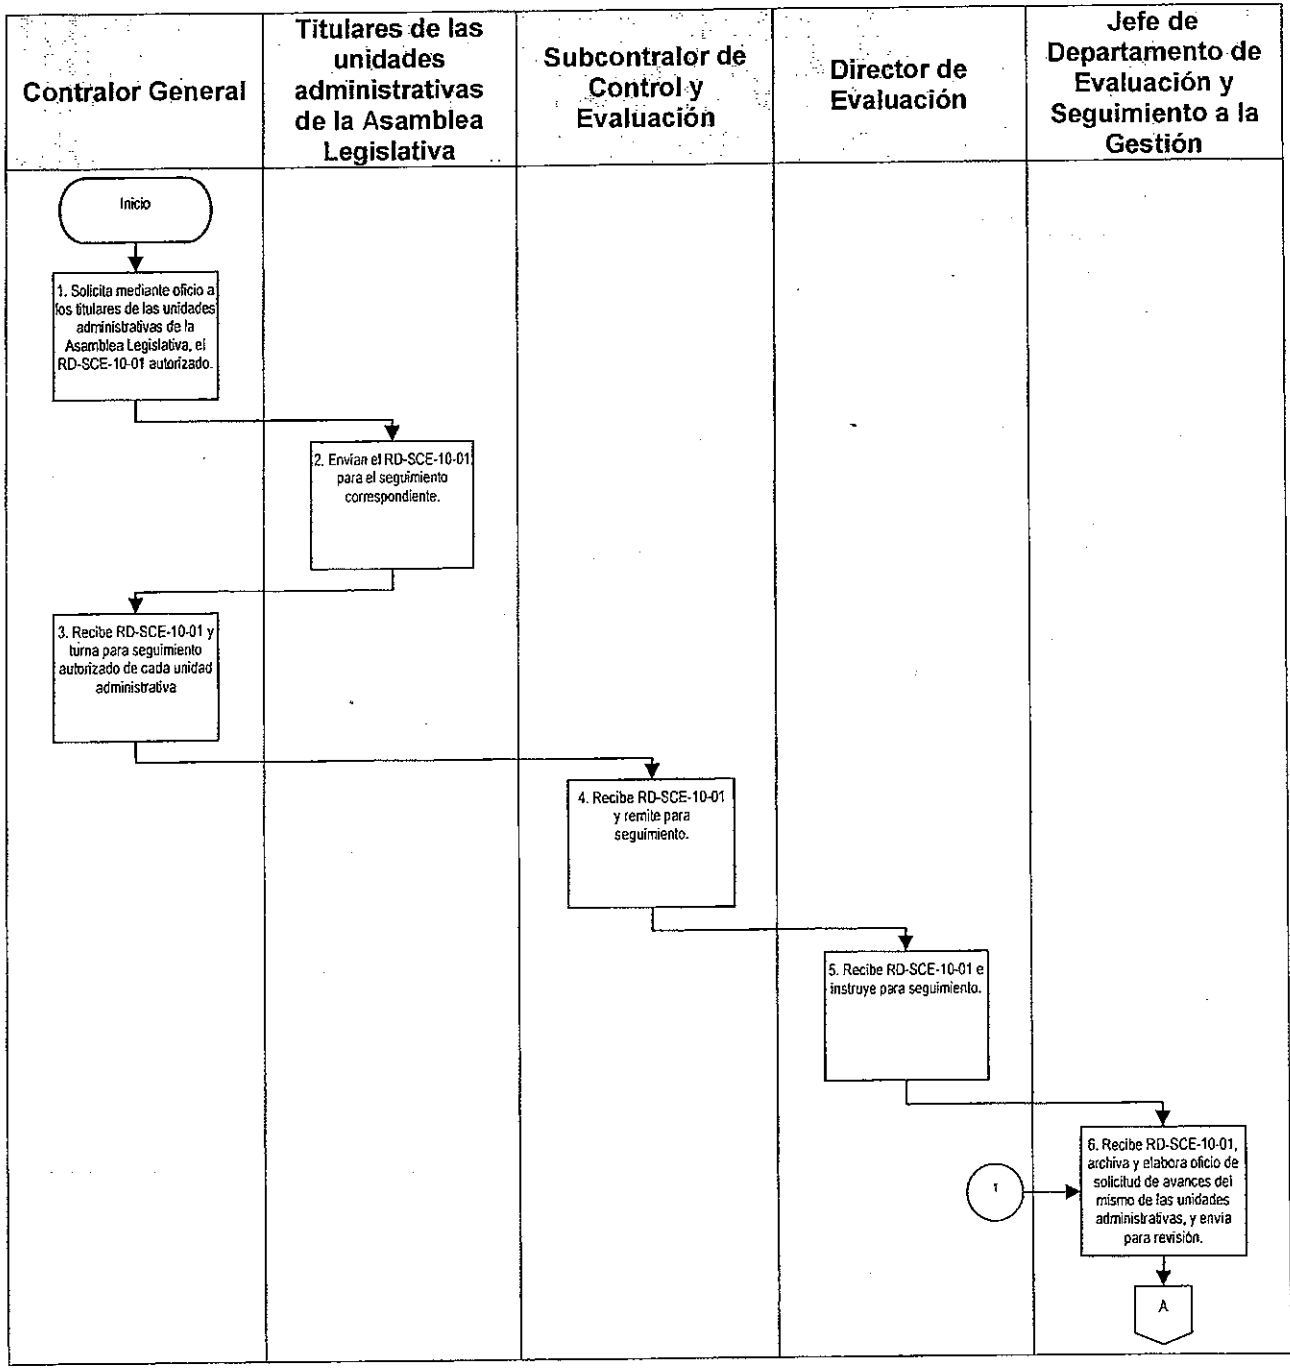 Contralor General
Titulares de las
unidades
administrativas
de la Asamblea
Legislativa
Subcontralor de
Control y
Evaluación
Director de
Evaluación
Jefe de
Departamento de
Evaluación y
Seguimiento a la
Gestión
Inicio
1. Solicita mediante oficio a
los titulares de las unidades
administrativas de la
Asamblea Legislativa, el
RD-SCE-10-01 autorizado.
2. Envían el RD-SCE-10-01
para el seguimiento
correspondiente.
3. Recibe RD-SCE-10-01 y
turna para seguimiento
autorizado de cada unidad
administrativa
4. Recibe RD-SCE-10-01
y remite para
seguimiento.
5. Recibe RD-SCE-10-01 e
instruye para seguimiento.
6. Recibe RD-SCE-10-01,
archiva y elabora oficio de
solicitud de avances del
mismo de las unidades
administrativas, y envia
para revisión.
1
A